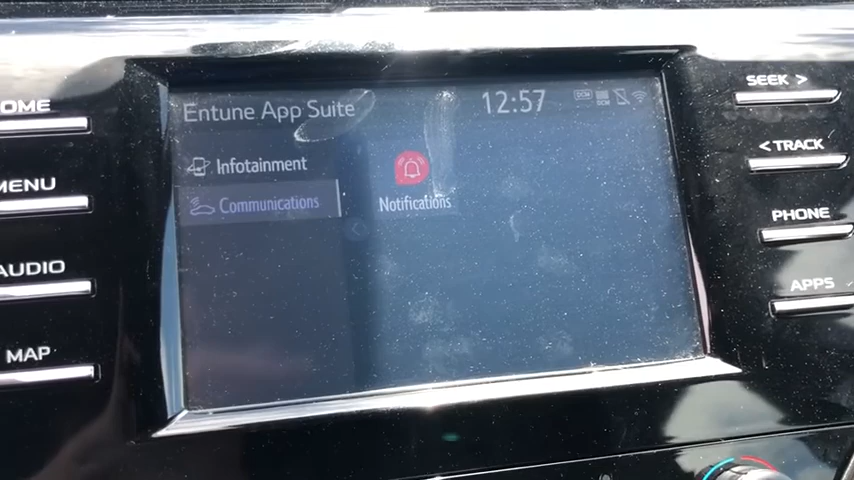 Entune App Suite 12:57
Infotainment
Communications
Notifications
HOME
MENU
AUDIO
MAP
SEEK >
< TRACK
PHONE
APPS